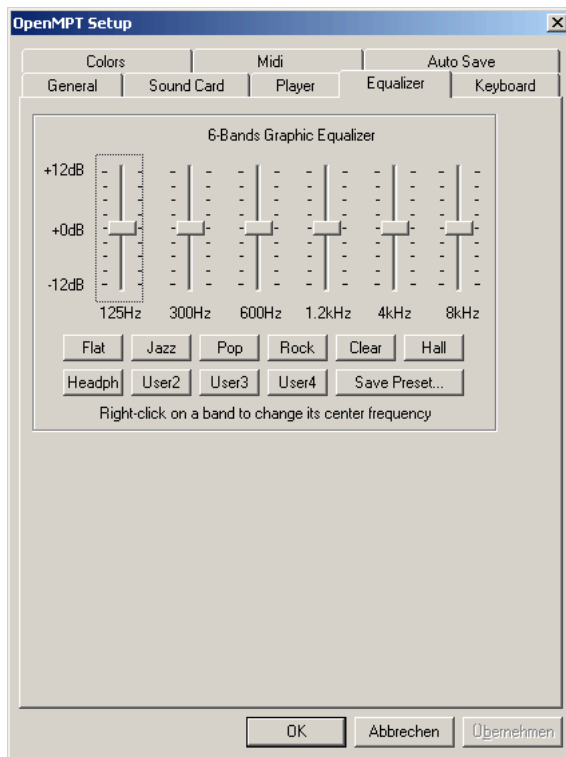 OpenMPT Setup
Colors Midi Auto Save
General Sound Card Player Equalizer Keyboard
6-Bands Graphic Equalizer
+12dB
+0dB
-12dB
125Hz 300Hz 600Hz 1.2kHz 4kHz 8kHz
Flat Jazz Pop Rock Clear Hall
Headph User2 User3 User4 Save Preset...
Right-click on a band to change its center frequency
OK Abbrechen Übernehmen